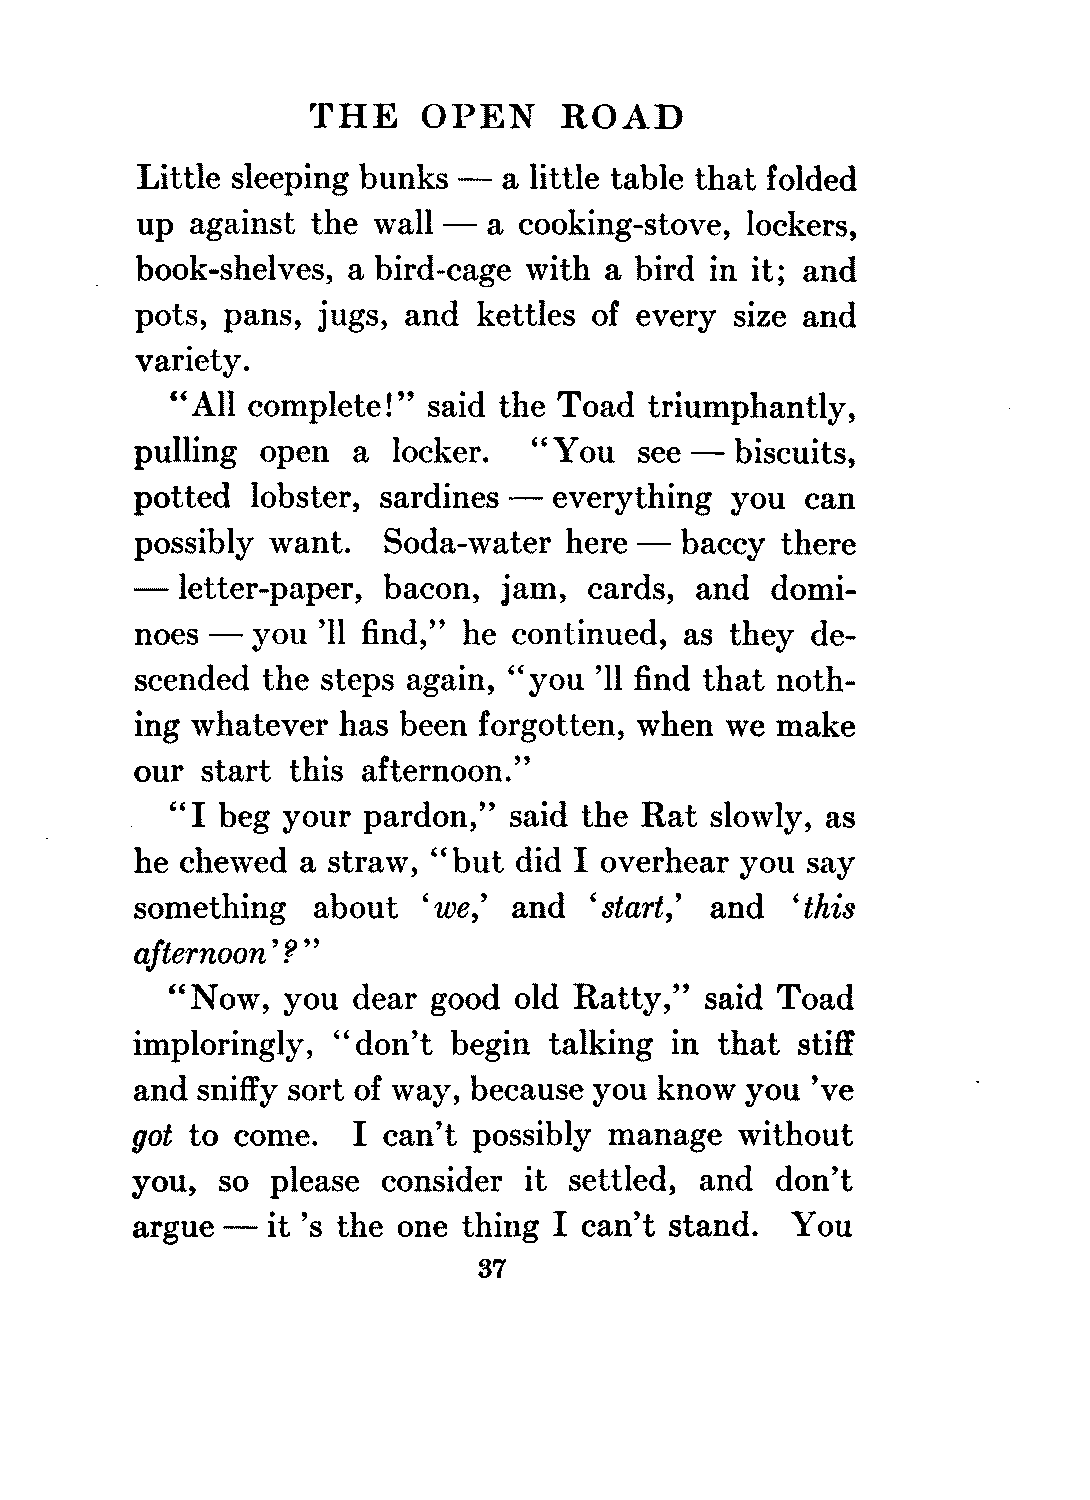 THE OPEN ROAD
Little sleeping bunks — a little table that folded
up against the wall — a cooking-stove, lockers,
book-shelves, a bird-cage with a bird in it; and
pots, pans, jugs, and kettles of every size and
variety.
“All complete!” said the Toad triumphantly,
pulling open a locker. “You see — biscuits,
potted lobster, sardines — everything you can
possibly want. Soda-water here — baccy there
— letter-paper, bacon, jam, cards, and domi-
noes — you ’ll find,” he continued, as they de-
scended the steps again, “you ’ll find that noth-
ing whatever has been forgotten, when we make
our start this afternoon.”
“I beg your pardon,” said the Rat slowly, as
he chewed a straw, “but did I overhear you say
something about ‘we,’ and ‘start,’ and ‘this
afternoon’?”
“Now, you dear good old Ratty,” said Toad
imploringly, “don’t begin talking in that stiff
and sniffy sort of way, because you know you ’ve
got to come. I can’t possibly manage without
you, so please consider it settled, and don’t
argue — it ’s the one thing I can’t stand. You
37